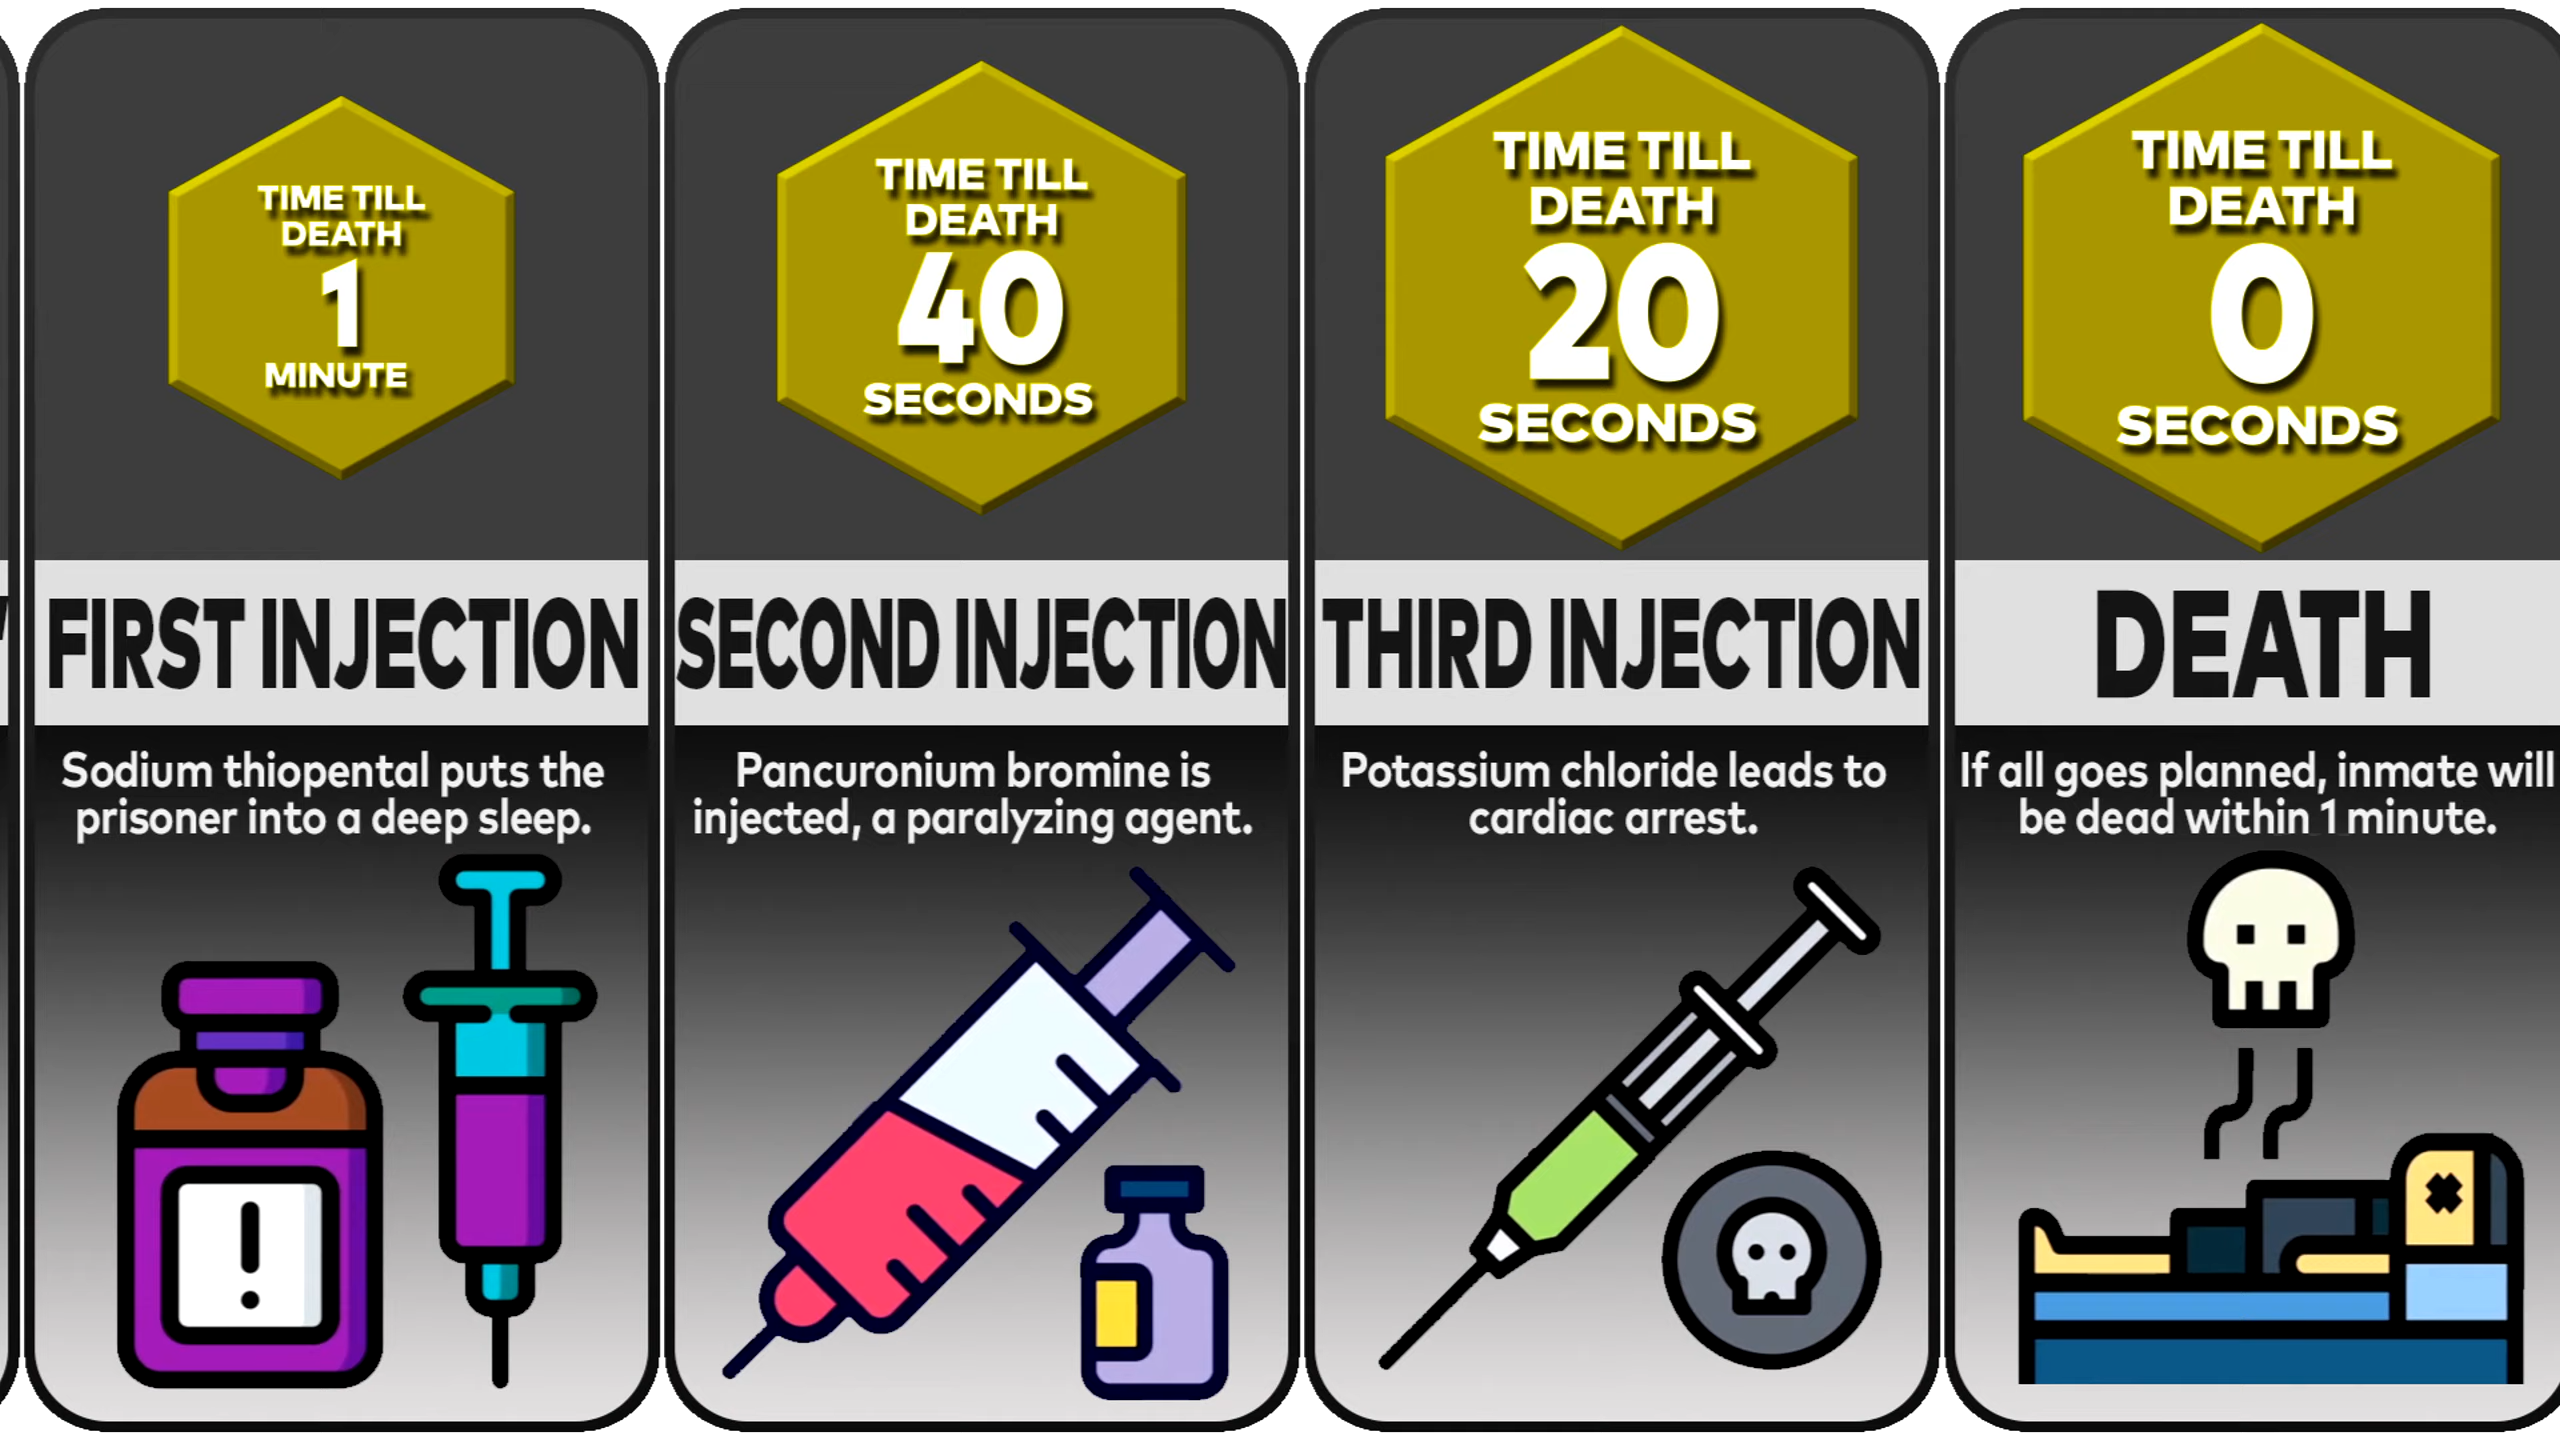 TIME TILL
DEATH
1
MINUTE
FIRST INJECTION
Sodium thiopental puts the
prisoner into a deep sleep.
!
TIME TILL
DEATH
40
SECONDS
SECOND INJECTION
Pancuronium bromine is
injected, a paralyzing agent.
TIME TILL
DEATH
20
SECONDS
THIRD INJECTION
Potassium chloride leads to
cardiac arrest.
TIME TILL
DEATH
0
SECONDS
DEATH
If all goes planned, inmate will
be dead within 1 minute.